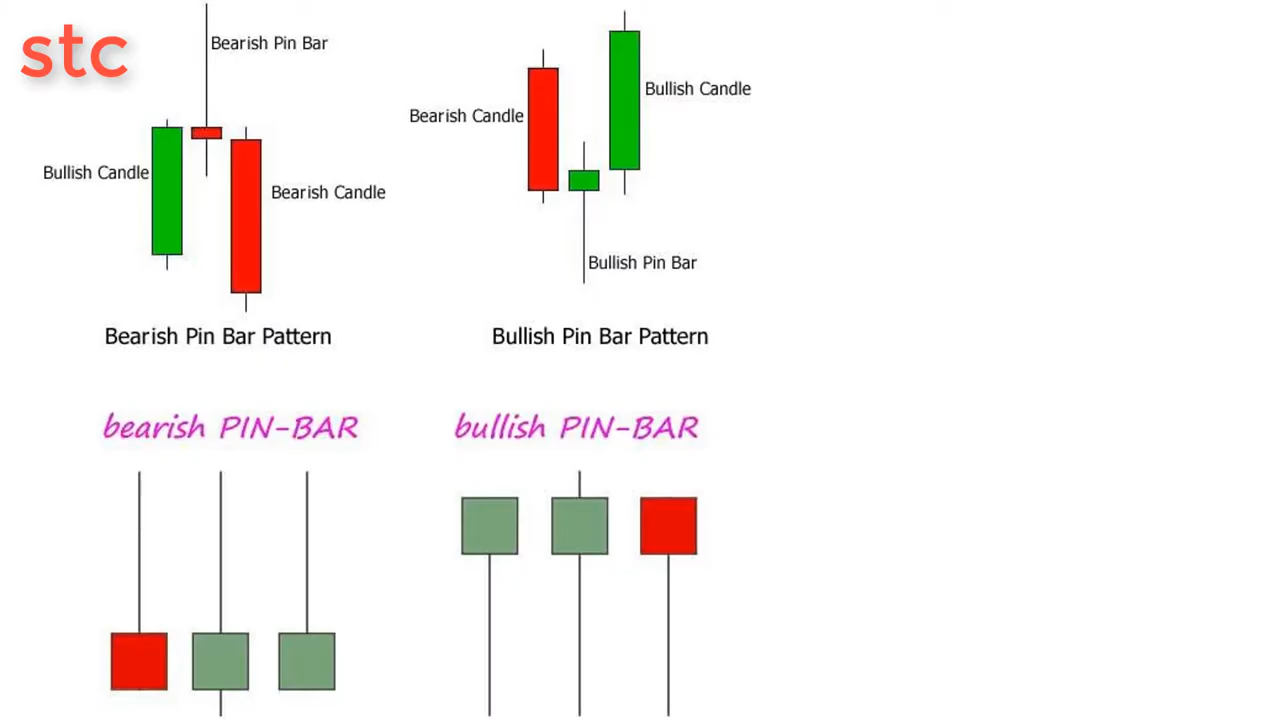 stc
Bearish Pin Bar
Bullish Candle
Bearish Candle
Bearish Pin Bar Pattern
Bearish Candle
Bullish Candle
Bullish Pin Bar
Bullish Pin Bar Pattern
bearish PIN-BAR
bullish PIN-BAR